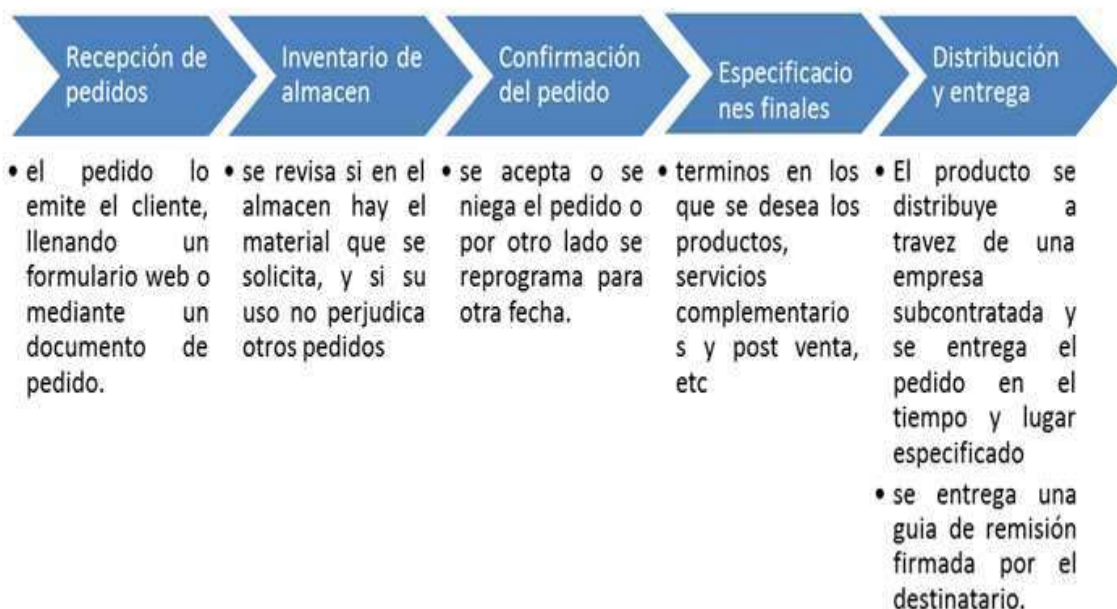 Recepción de
pedidos
Inventario de
almacen
Confirmación
del pedido
Especificacio
nes finales
Distribución
y entrega
• el pedido lo
emite el cliente,
llenando un
formulario web o
mediante un
documento de
pedido.
• se revisa si en el
almacen hay el
material que se
solicita, y si su
uso no perjudica
otros pedidos
• se acepta o se
niega el pedido o
por otro lado se
reprograma para
otra fecha.
• terminos en los
que se desea los
productos,
servicios
complementario
s y post venta,
etc
• El producto se
distribuye a
travez de una
empresa
subcontratada y
se entrega el
pedido en el
tiempo y lugar
especificado
• se entrega una
guia de remisión
firmada por el
destinatario.